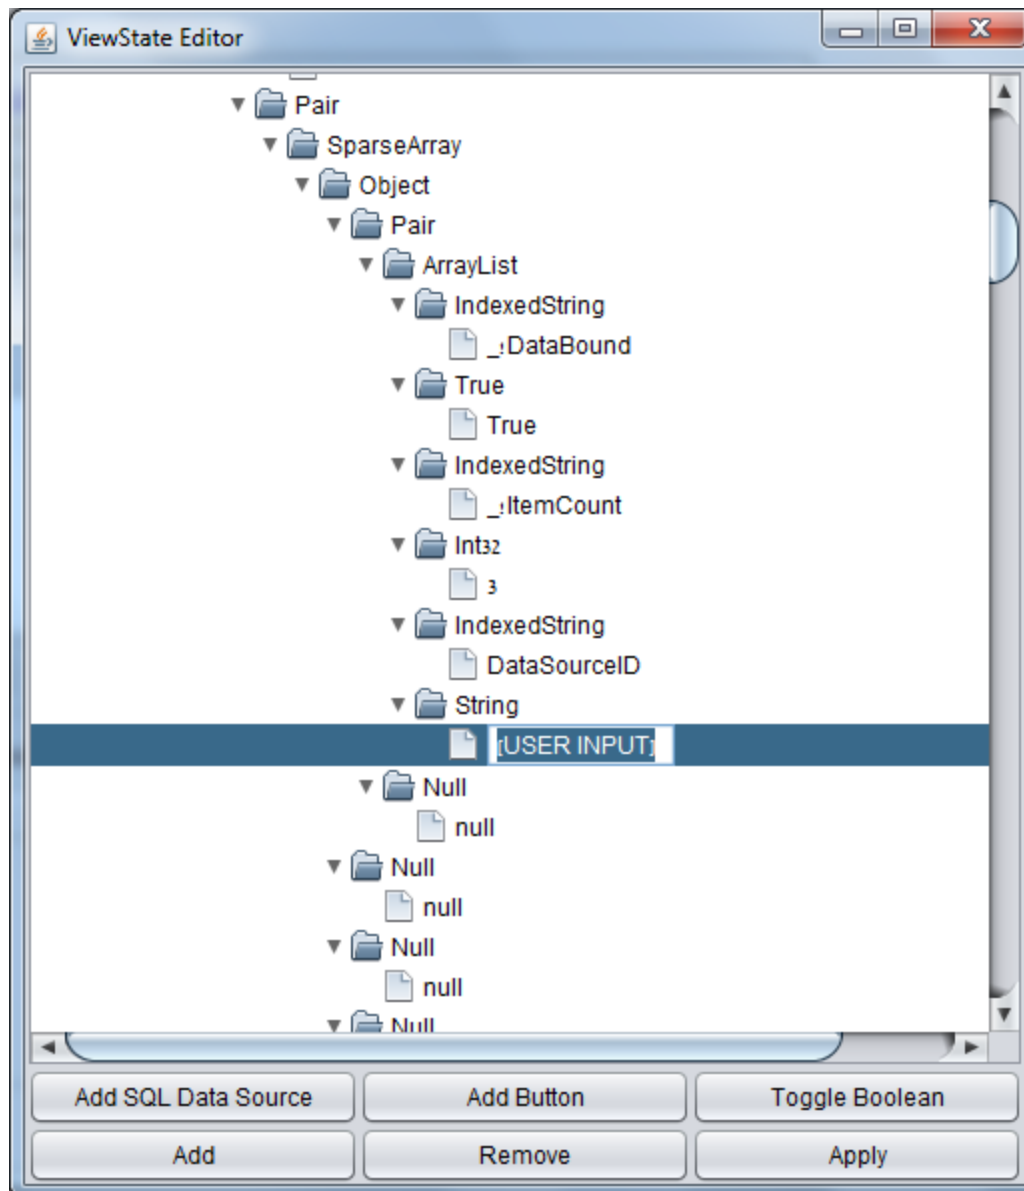 ViewState Editor
Pair
SparseArray
Object
Pair
ArrayList
IndexedString
_!DataBound
True
True
IndexedString
_!ItemCount
Int32
3
IndexedString
DataSourceID
String
[USER INPUT]
Null
null
Null
null
Null
null
Null
Add SQL Data Source
Add Button
Toggle Boolean
Add
Remove
Apply